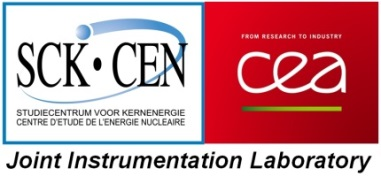 SCK•CEN
STUDIECENTRUM VOOR KERNENERGIE
CENTRE D'ETUDE DE L'ENERGIE NUCLEAIRE
FROM RESEARCH TO INDUSTRY
cea
Joint Instrumentation Laboratory